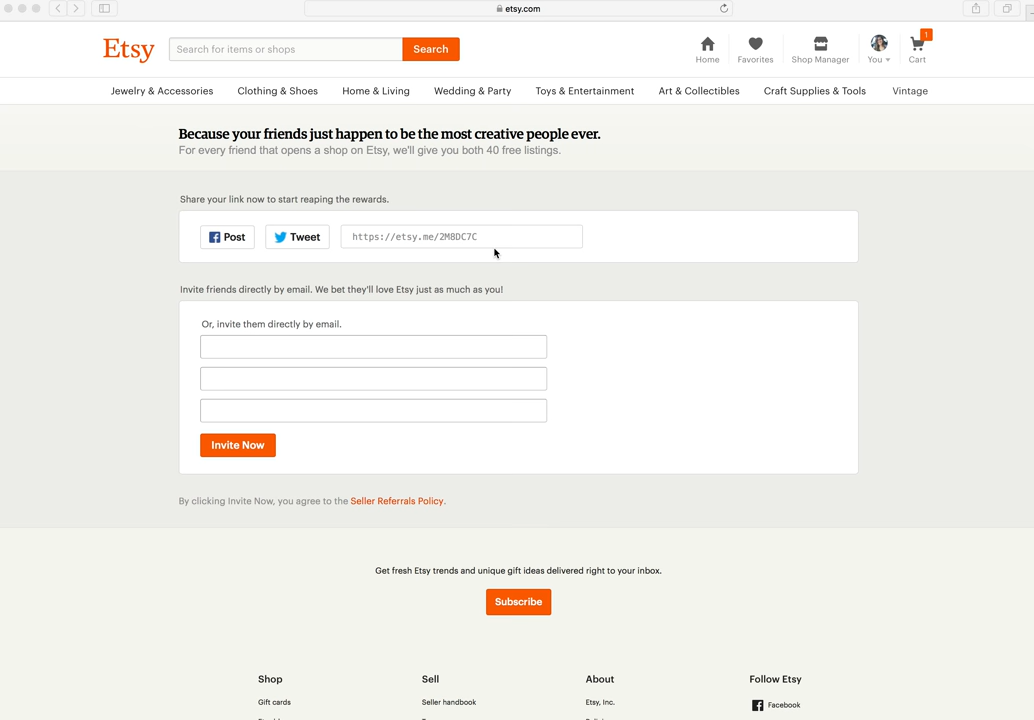 etsy.com
Etsy
Search for items or shops
Search
Home
Favorites
Shop Manager
You
Cart
1
Jewelry & Accessories
Clothing & Shoes
Home & Living
Wedding & Party
Toys & Entertainment
Art & Collectibles
Craft Supplies & Tools
Vintage
Because your friends just happen to be the most creative people ever.
For every friend that opens a shop on Etsy, we'll give you both 40 free listings.
Share your link now to start reaping the rewards.
Post
Tweet
https://etsy.me/2M8DC7C
Invite friends directly by email. We bet they'll love Etsy just as much as you!
Or, invite them directly by email.
Invite Now
By clicking Invite Now, you agree to the Seller Referrals Policy.
Get fresh Etsy trends and unique gift ideas delivered right to your inbox.
Subscribe
Shop
Sell
About
Follow Etsy
Gift cards
Seller handbook
Etsy, Inc.
Facebook